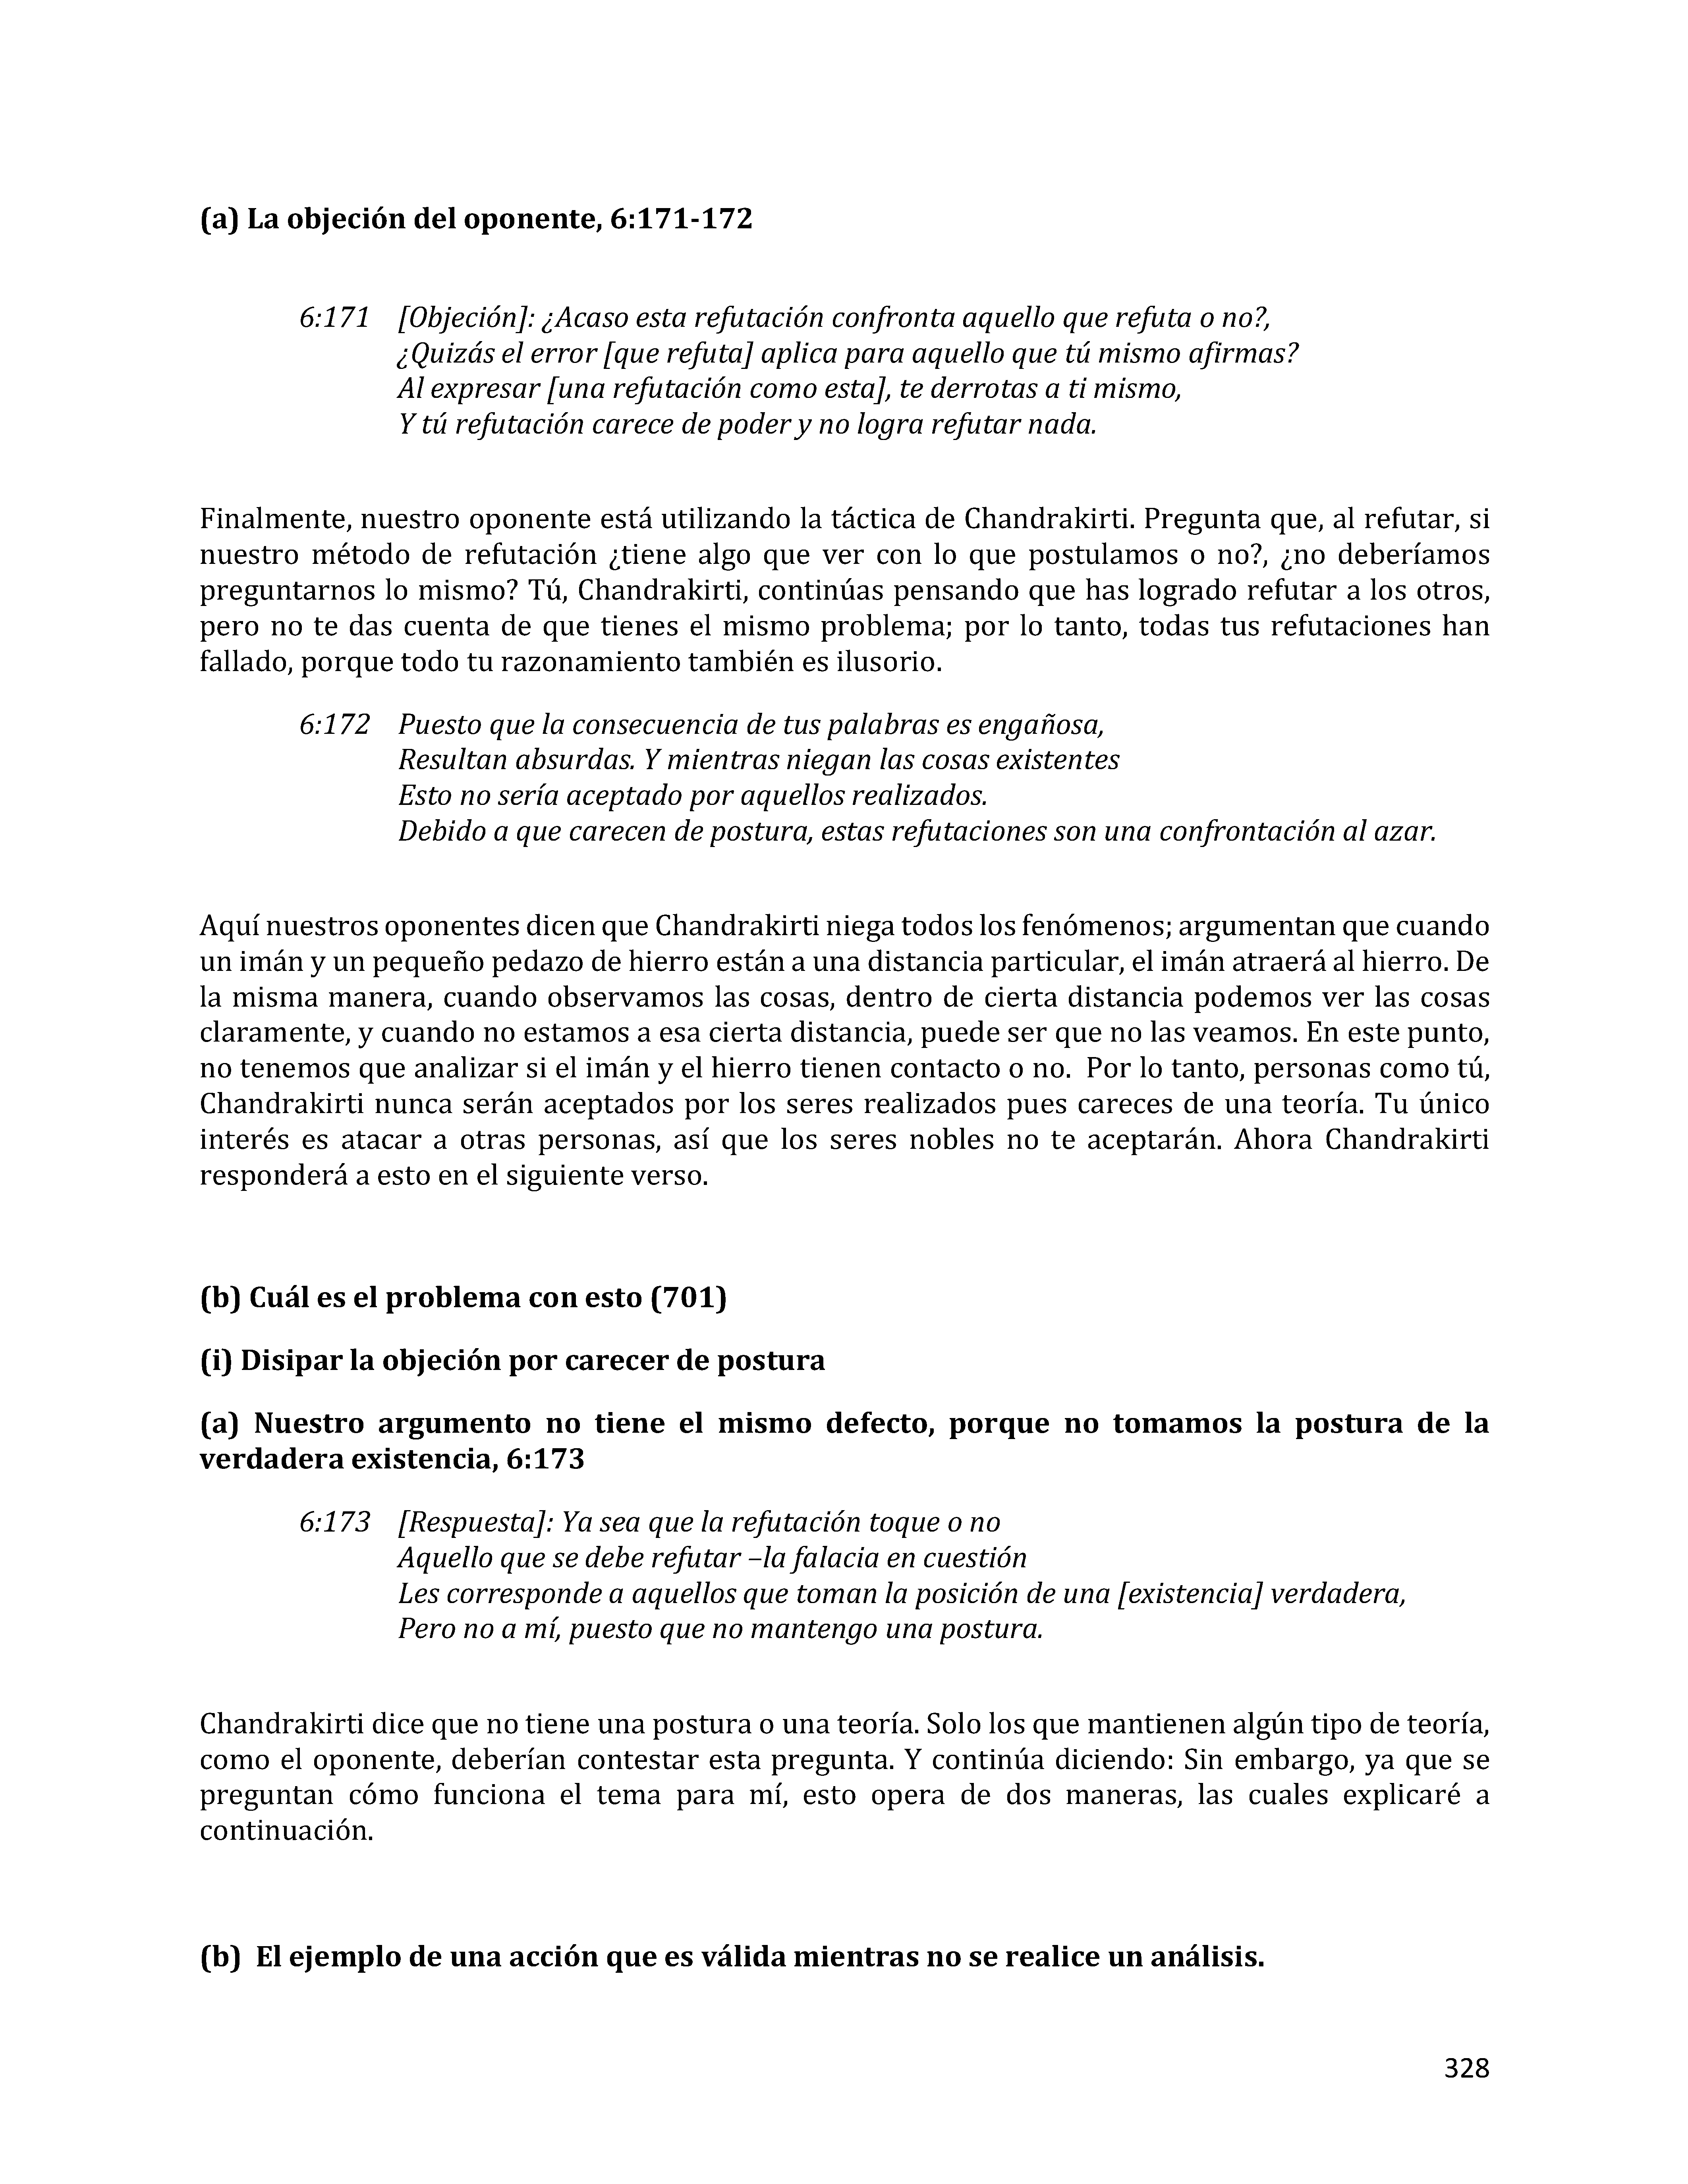 (a) La objeción del oponente, 6:171-172
6:171 [Objeción]: ¿Acaso esta refutación confronta aquello que refuta o no?,
¿Quizás el error [que refuta] aplica para aquello que tú mismo afirmas?
Al expresar [una refutación como esta], te derrotas a ti mismo,
Y tú refutación carece de poder y no logra refutar nada.
Finalmente, nuestro oponente está utilizando la táctica de Chandrakirti. Pregunta que, al refutar, si
nuestro método de refutación ¿tiene algo que ver con lo que postulamos o no?, ¿no deberíamos
preguntarnos lo mismo? Tú, Chandrakirti, continúas pensando que has logrado refutar a los otros,
pero no te das cuenta de que tienes el mismo problema; por lo tanto, todas tus refutaciones han
fallado, porque todo tu razonamiento también es ilusorio.
6:172 Puesto que la consecuencia de tus palabras es engañosa,
Resultan absurdas. Y mientras niegan las cosas existentes
Esto no sería aceptado por aquellos realizados.
Debido a que carecen de postura, estas refutaciones son una confrontación al azar.
Aquí nuestros oponentes dicen que Chandrakirti niega todos los fenómenos; argumentan que cuando
un imán y un pequeño pedazo de hierro están a una distancia particular, el imán atraerá al hierro. De
la misma manera, cuando observamos las cosas, dentro de cierta distancia podemos ver las cosas
claramente, y cuando no estamos a esa cierta distancia, puede ser que no las veamos. En este punto,
no tenemos que analizar si el imán y el hierro tienen contacto o no. Por lo tanto, personas como tú,
Chandrakirti nunca serán aceptados por los seres realizados pues careces de una teoría. Tu único
interés es atacar a otras personas, así que los seres nobles no te aceptarán. Ahora Chandrakirti
responderá a esto en el siguiente verso.
(b) Cuál es el problema con esto (701)
(i) Disipar la objeción por carecer de postura
(a) Nuestro argumento no tiene el mismo defecto, porque no tomamos la postura de la
verdadera existencia, 6:173
6:173 [Respuesta]: Ya sea que la refutación toque o no
Aquello que se debe refutar –la falacia en cuestión
Les corresponde a aquellos que toman la posición de una [existencia] verdadera,
Pero no a mí, puesto que no mantengo una postura.
Chandrakirti dice que no tiene una postura o una teoría. Solo los que mantienen algún tipo de teoría,
como el oponente, deberían contestar esta pregunta. Y continúa diciendo: Sin embargo, ya que se
preguntan cómo funciona el tema para mí, esto opera de dos maneras, las cuales explicaré a
continuación.
(b) El ejemplo de una acción que es válida mientras no se realice un análisis.
328